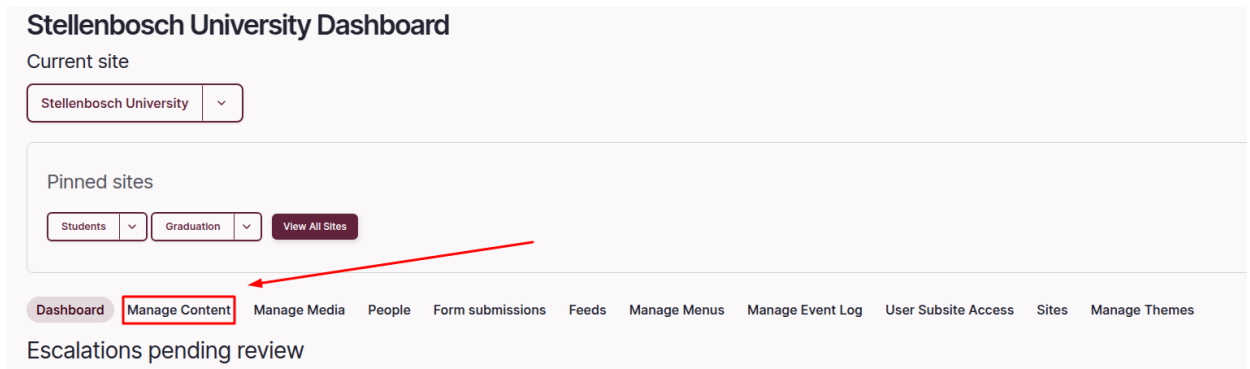 Stellenbosch University Dashboard
Current site
Stellenbosch University
Pinned sites
Students Graduation View All Sites
Dashboard Manage Content Manage Media People Form submissions Feeds Manage Menus Manage Event Log User Subsite Access Sites Manage Themes
Escalations pending review